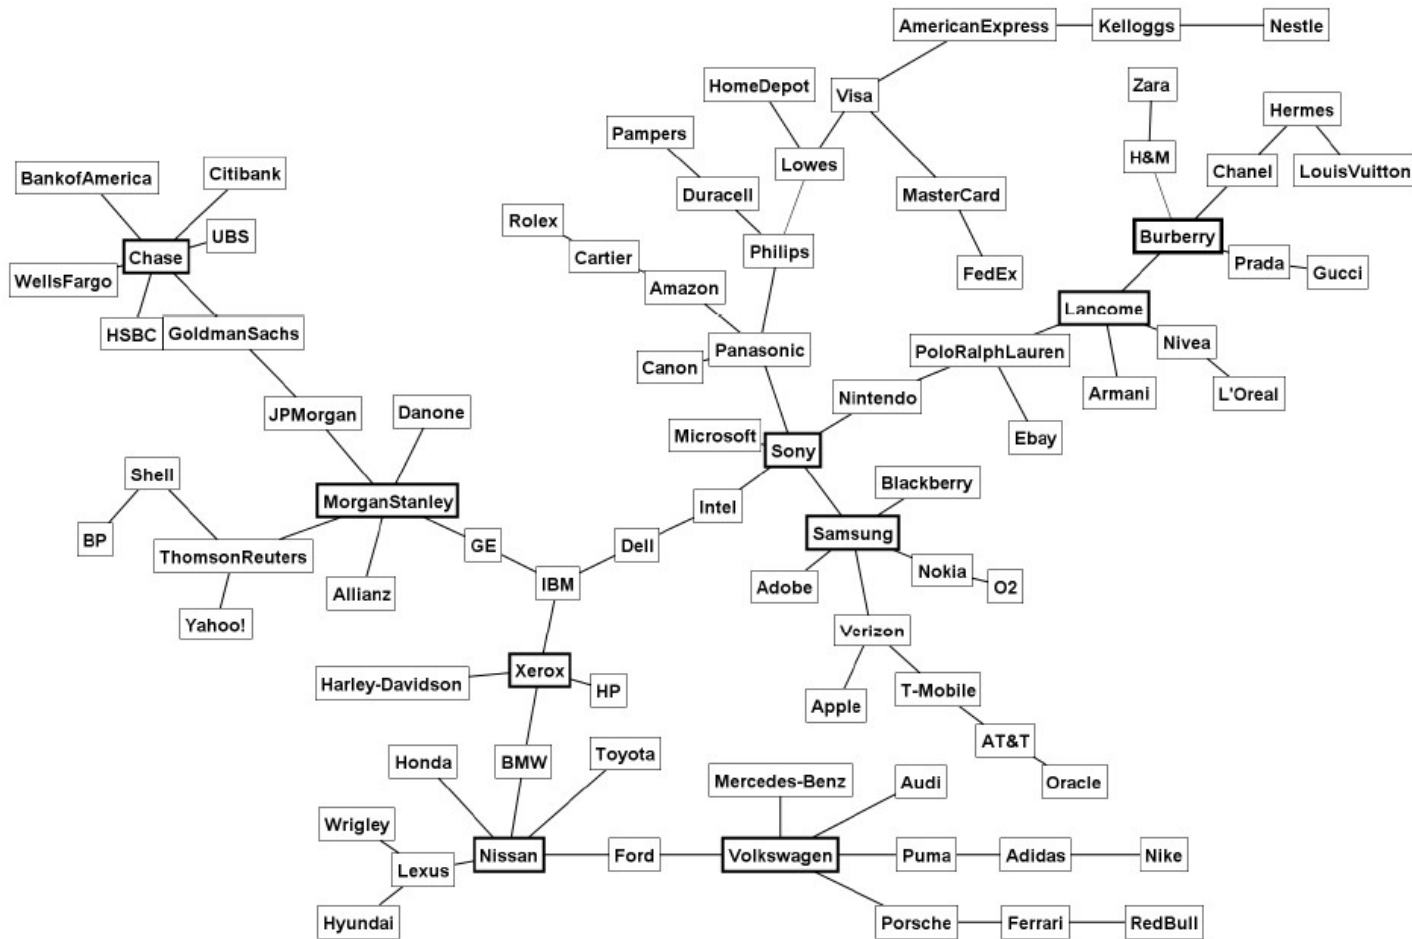 AmericanExpress
Kelloggs
Nestle
HomeDepot
Visa
Zara
Hermes
Pampers
Lowes
H&M
Chanel
LouisVuitton
BankofAmerica
Citibank
Duracell
MasterCard
Rolex
UBS
Burberry
Chase
Cartier
Philips
Prada
Gucci
WellsFargo
Amazon
FedEx
Lancome
HSBC
GoldmanSachs
Panasonic
PoloRalphLauren
Nivea
Canon
Armani
L'Oreal
JPMorgan
Danone
Nintendo
Microsoft
Sony
Ebay
Shell
MorganStanley
Intel
Blackberry
BP
ThomsonReuters
GE
Dell
Samsung
Allianz
IBM
Adobe
Nokia
O2
Yahoo!
Verizon
Harley-Davidson
Xerox
HP
Apple
T-Mobile
AT&T
Honda
BMW
Toyota
Mercedes-Benz
Audi
Oracle
Wrigley
Lexus
Nissan
Ford
Volkswagen
Puma
Adidas
Nike
Hyundai
Porsche
Ferrari
RedBull